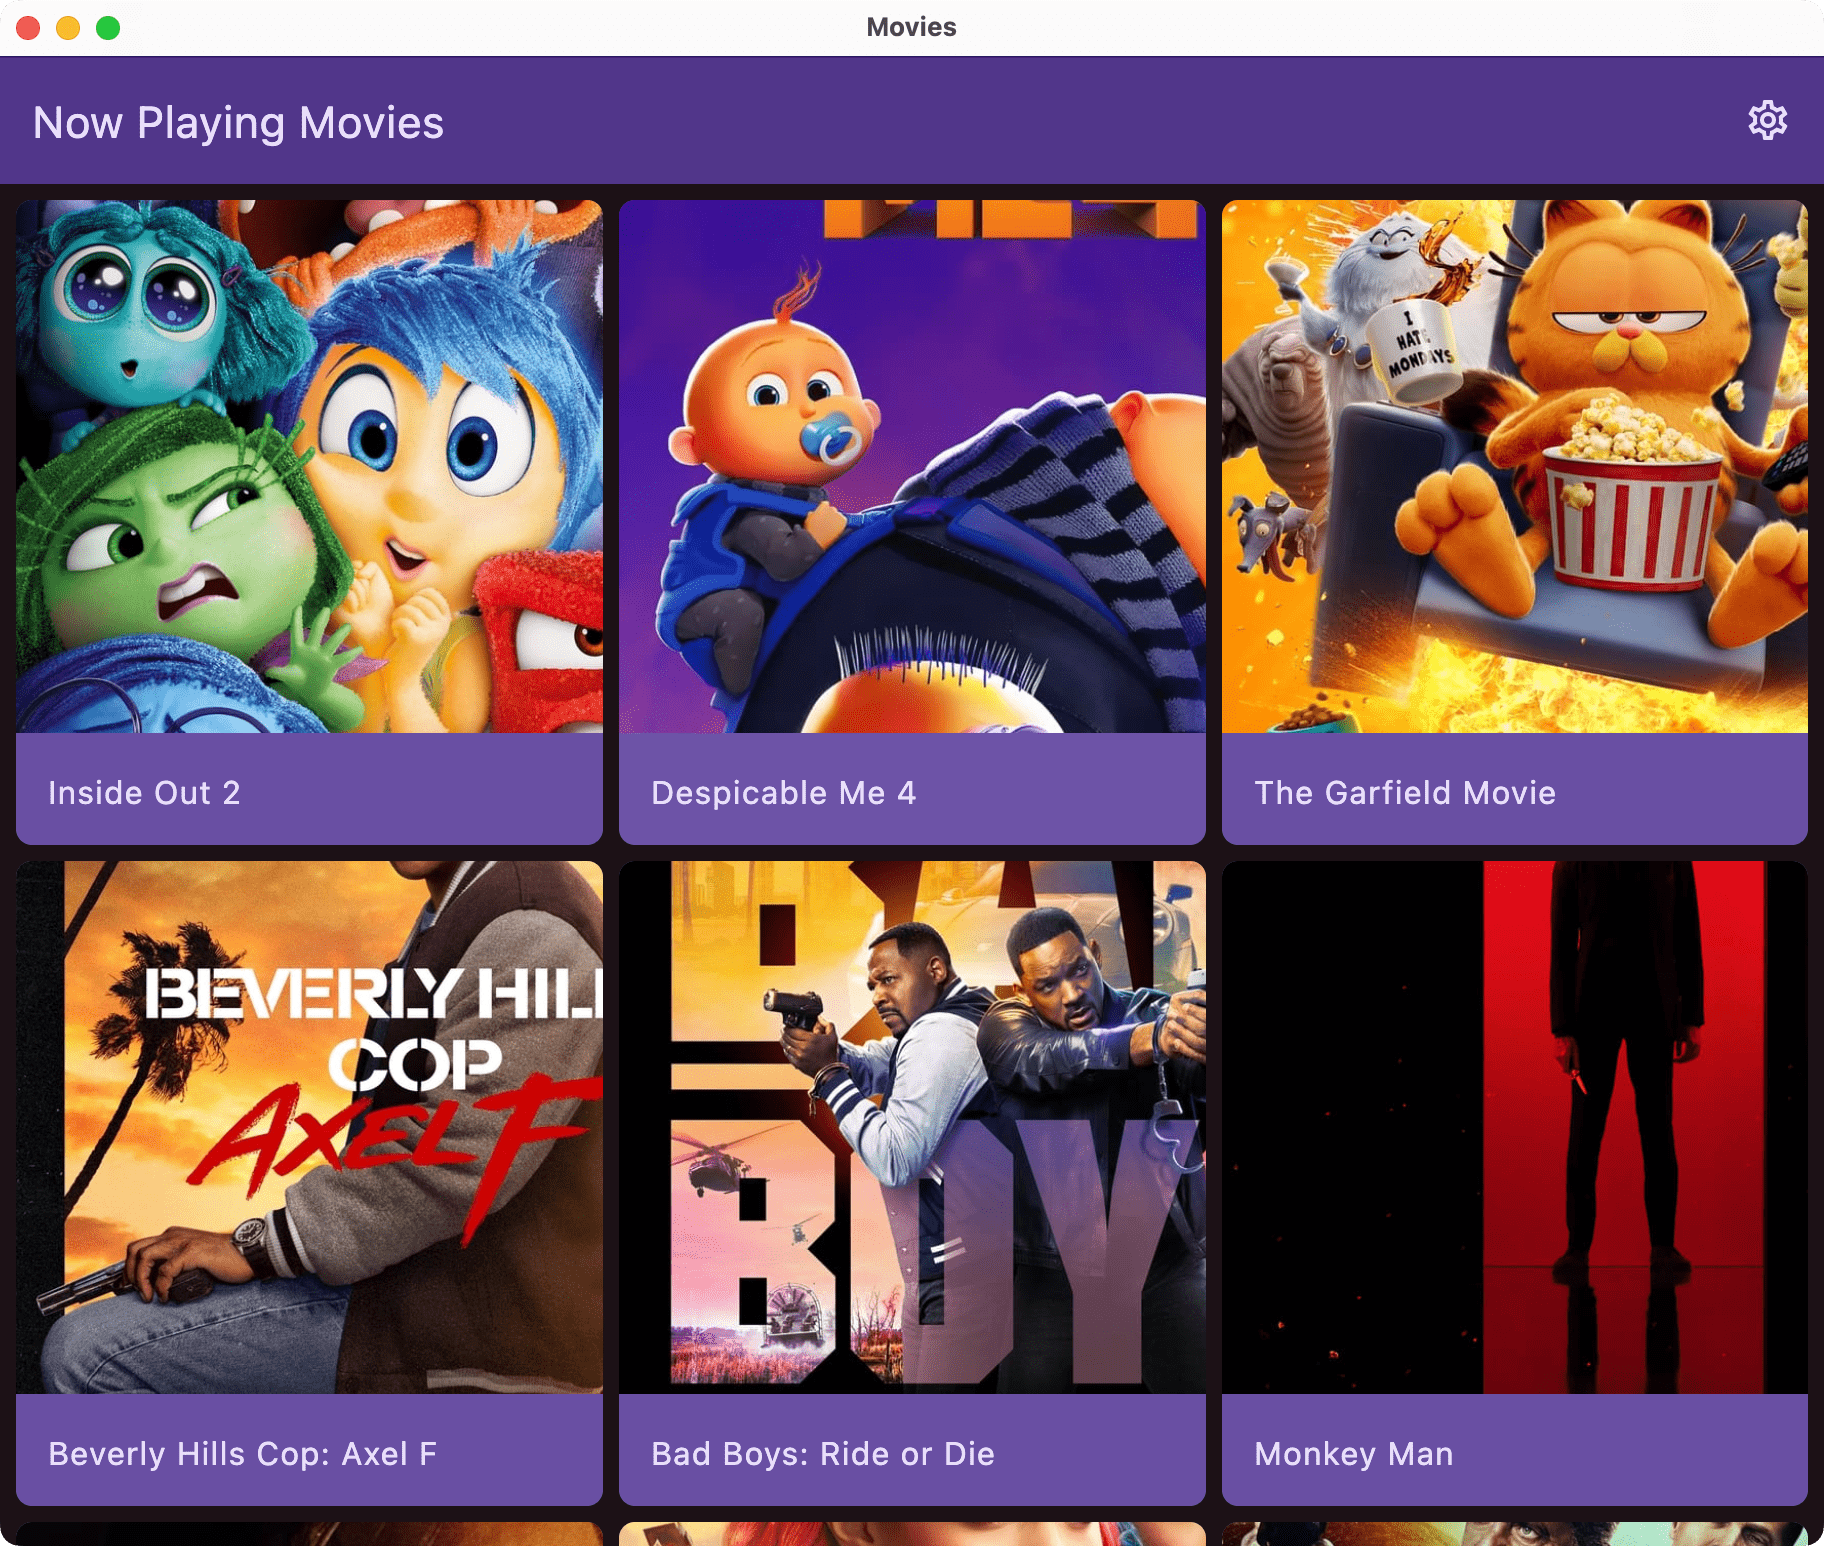 Movies
Now Playing Movies
I
HATE
MONDAYS
Inside Out 2
Despicable Me 4
The Garfield Movie
BEVERLY HILL
COP
AXEL F
BOY
Beverly Hills Cop: Axel F
Bad Boys: Ride or Die
Monkey Man